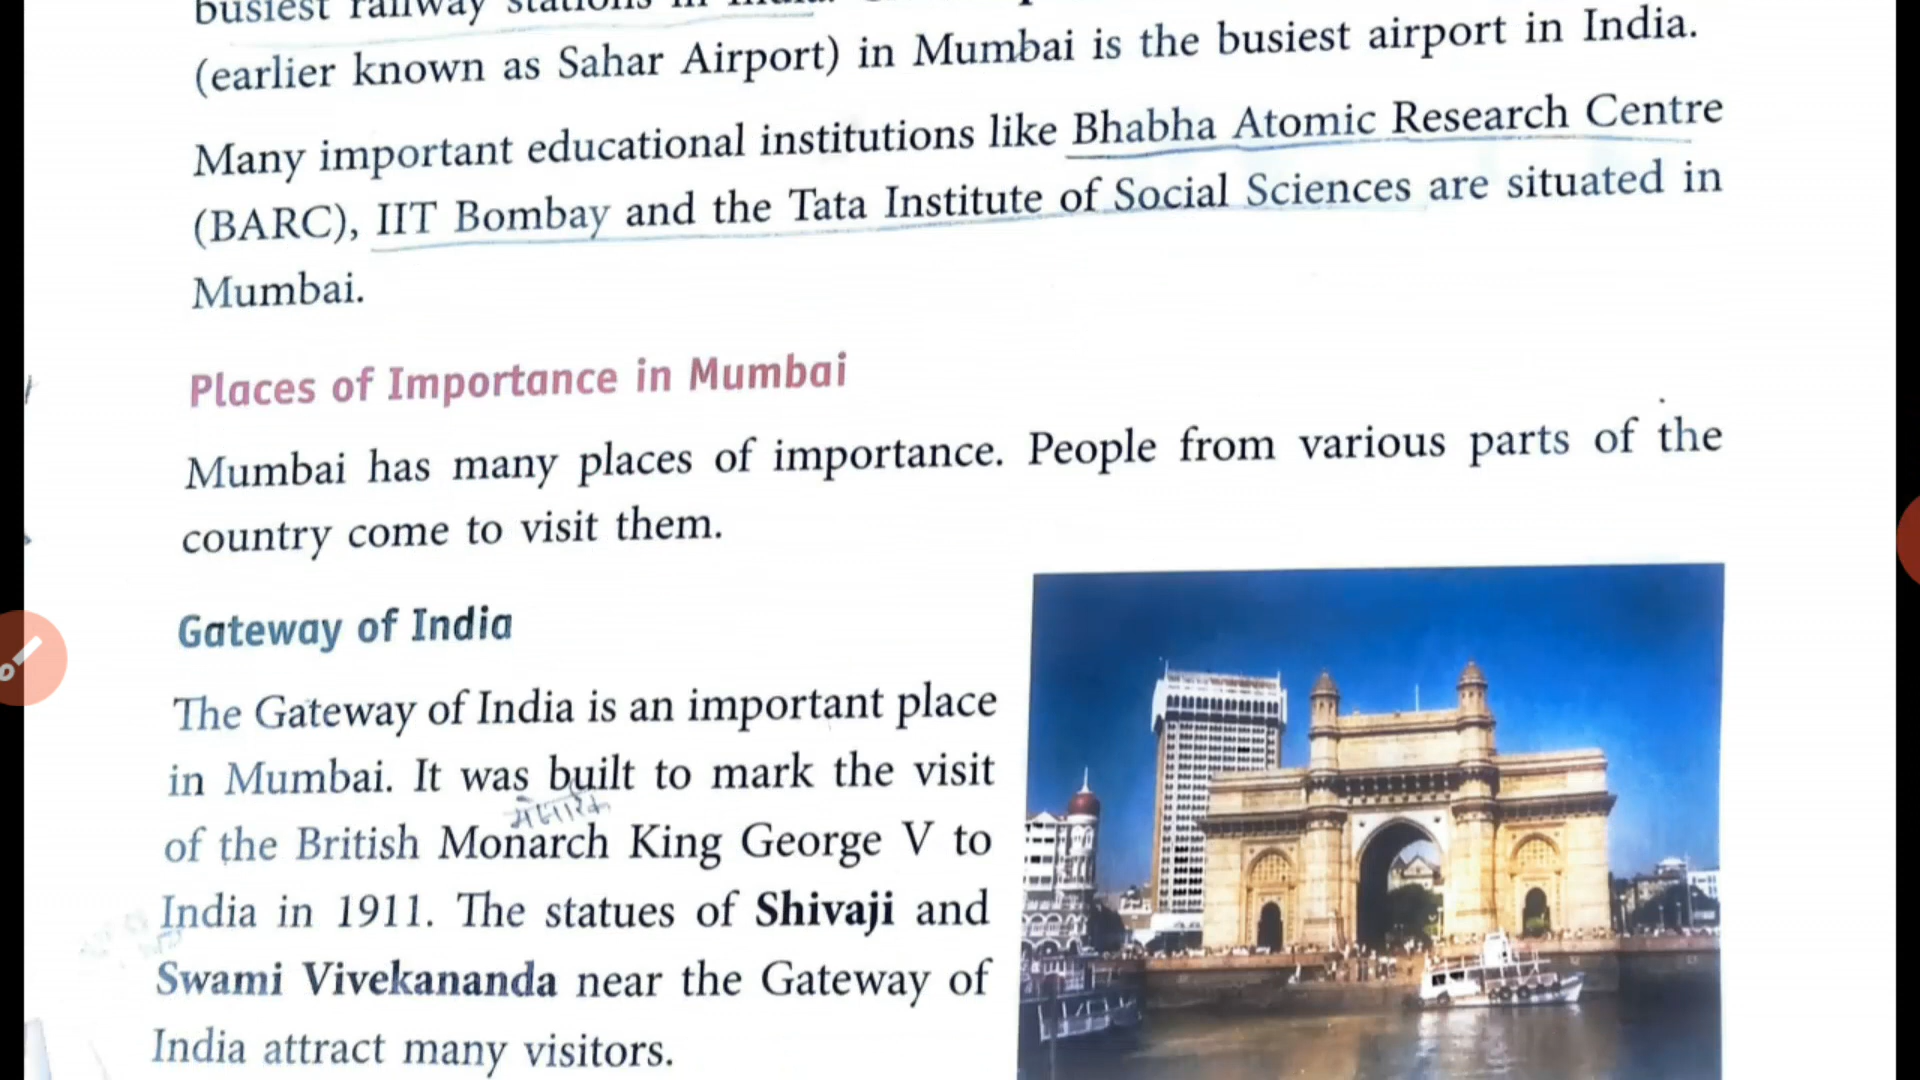 busiest railway stations in India.
(earlier known as Sahar Airport) in Mumbai is the busiest airport in India.
Many important educational institutions like Bhabha Atomic Research Centre
(BARC), IIT Bombay and the Tata Institute of Social Sciences are situated in
Mumbai.
Places of Importance in Mumbai
Mumbai has many places of importance. People from various parts of the
country come to visit them.
Gateway of India
The Gateway of India is an important place
in Mumbai. It was built to mark the visit
of the British Monarch King George V to
India in 1911. The statues of Shivaji and
Swami Vivekananda near the Gateway of
India attract many visitors.